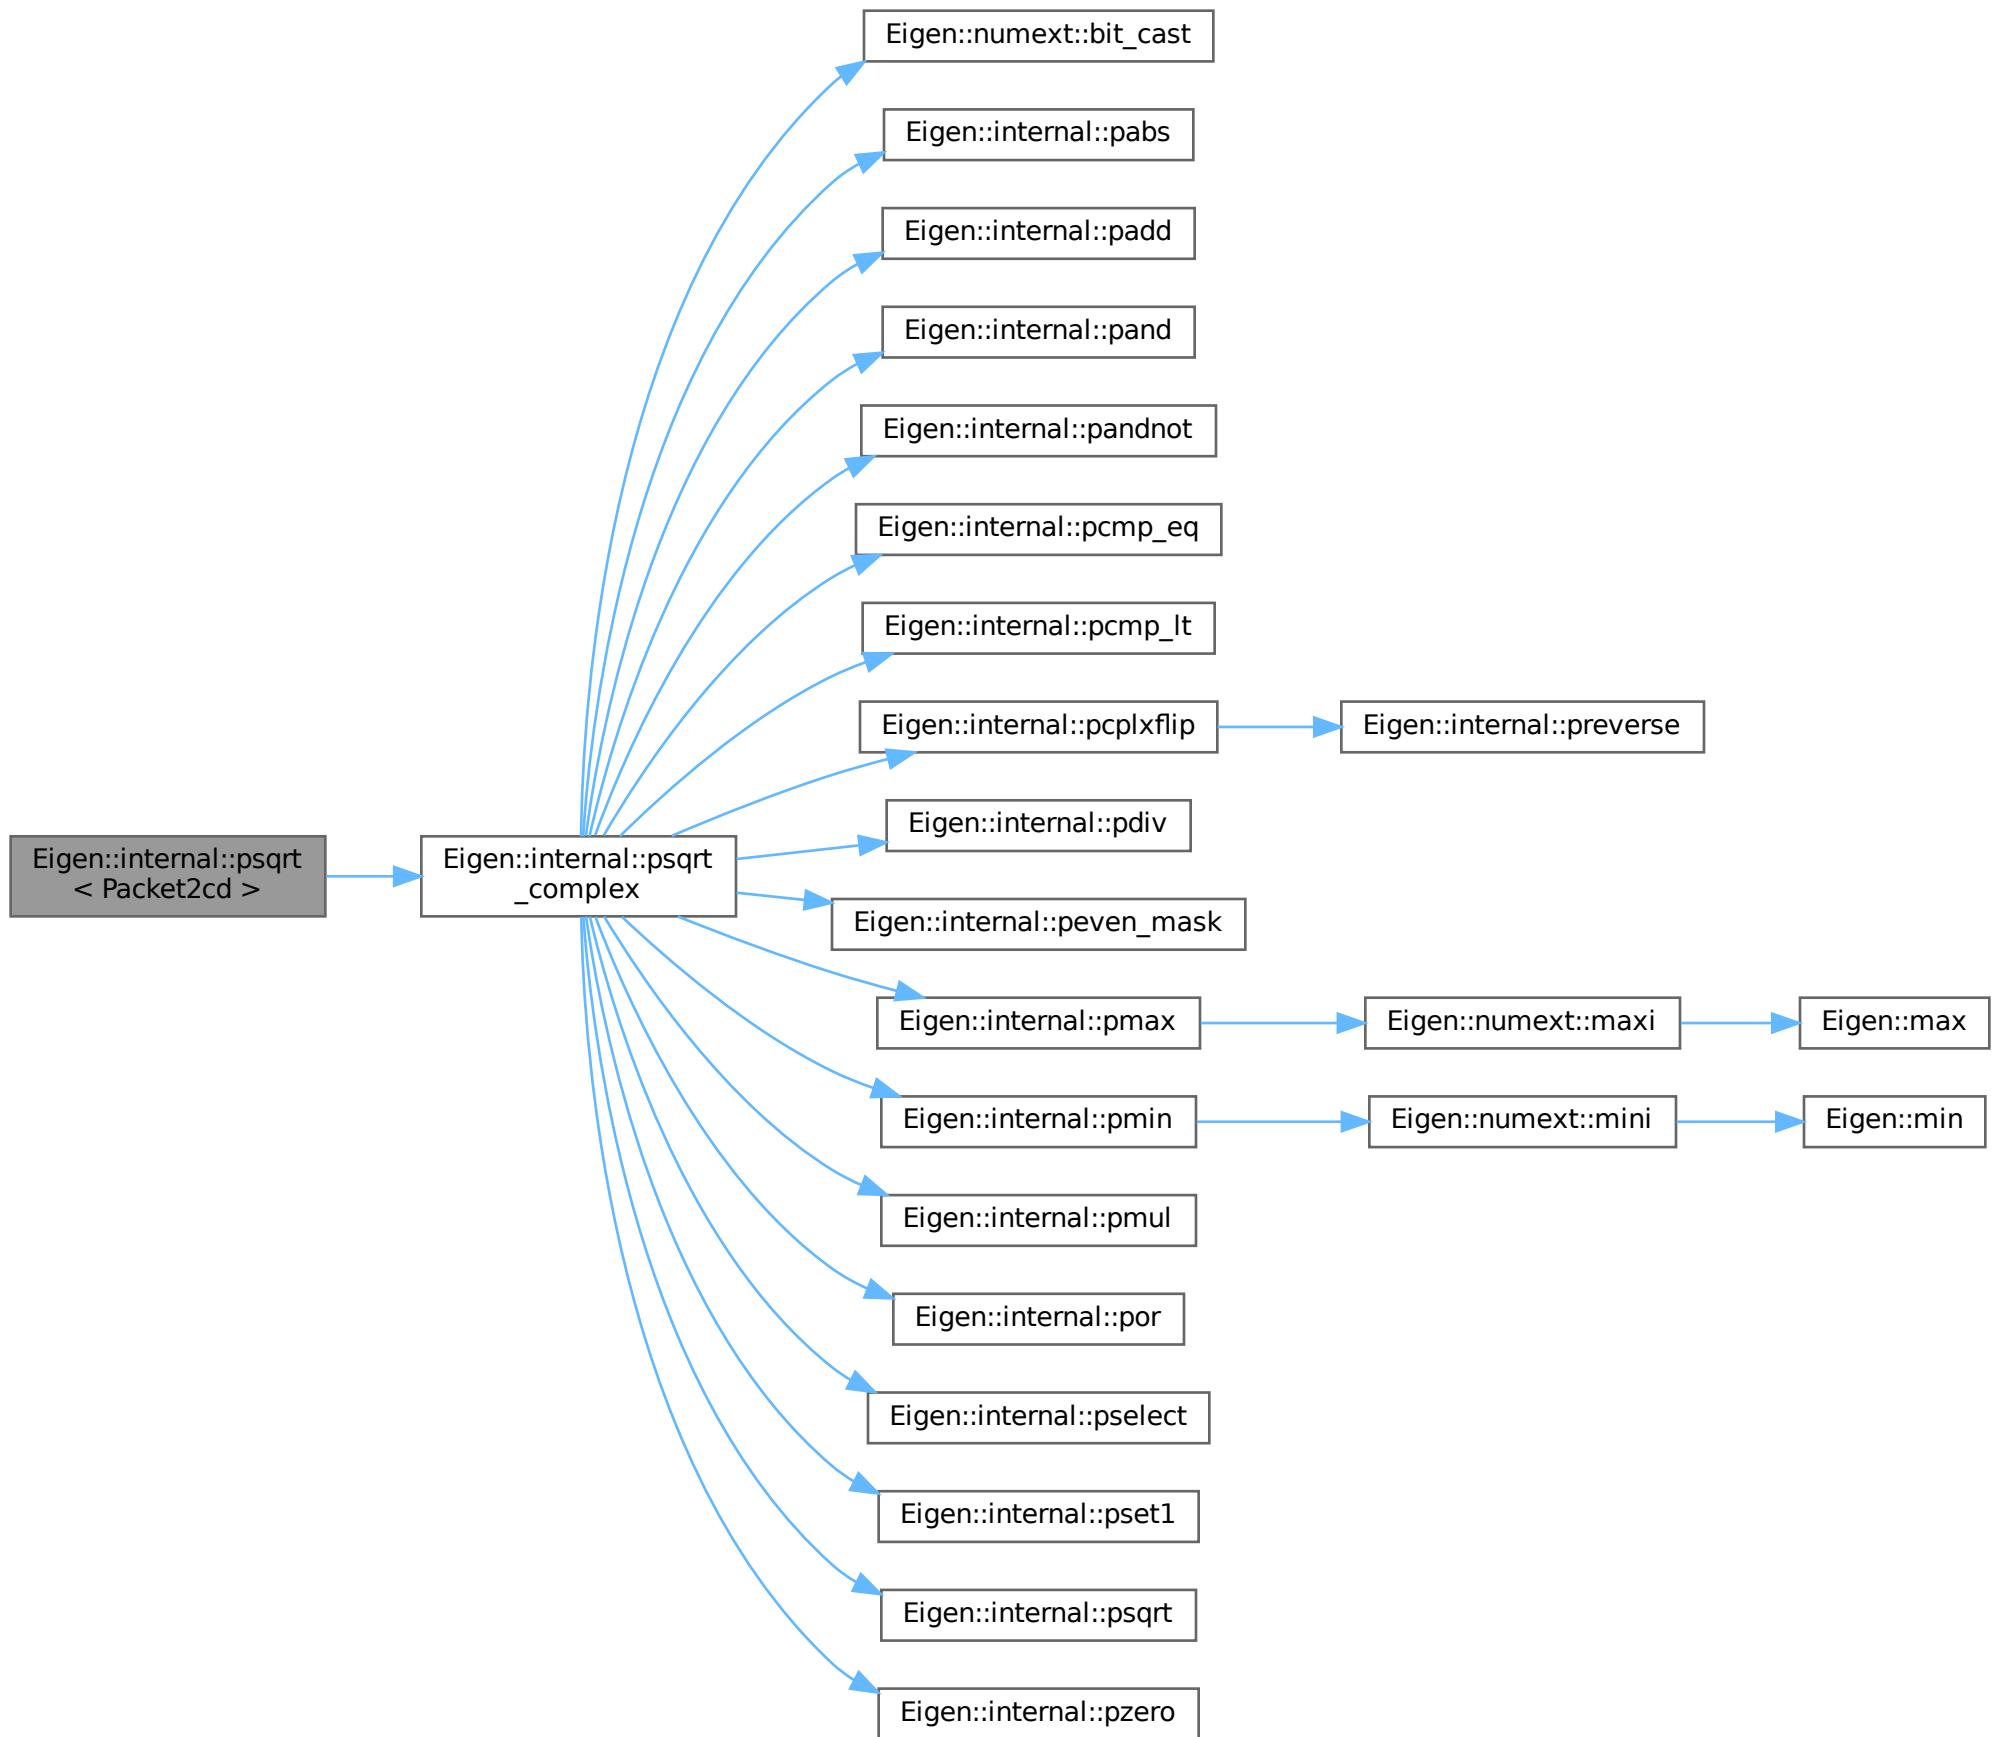 Eigen::numext::bit_cast
Eigen::internal::pabs
Eigen::internal::padd
Eigen::internal::pand
Eigen::internal::pandnot
Eigen::internal::pcmp_eq
Eigen::internal::pcmp_lt
Eigen::internal::pcplxflip
Eigen::internal::preverse
Eigen::internal::pdiv
Eigen::internal::psqrt
< Packet2cd >
Eigen::internal::psqrt
_complex
Eigen::internal::peven_mask
Eigen::internal::pmax
Eigen::numext::maxi
Eigen::max
Eigen::internal::pmin
Eigen::numext::mini
Eigen::min
Eigen::internal::pmul
Eigen::internal::por
Eigen::internal::pselect
Eigen::internal::pset1
Eigen::internal::psqrt
Eigen::internal::pzero